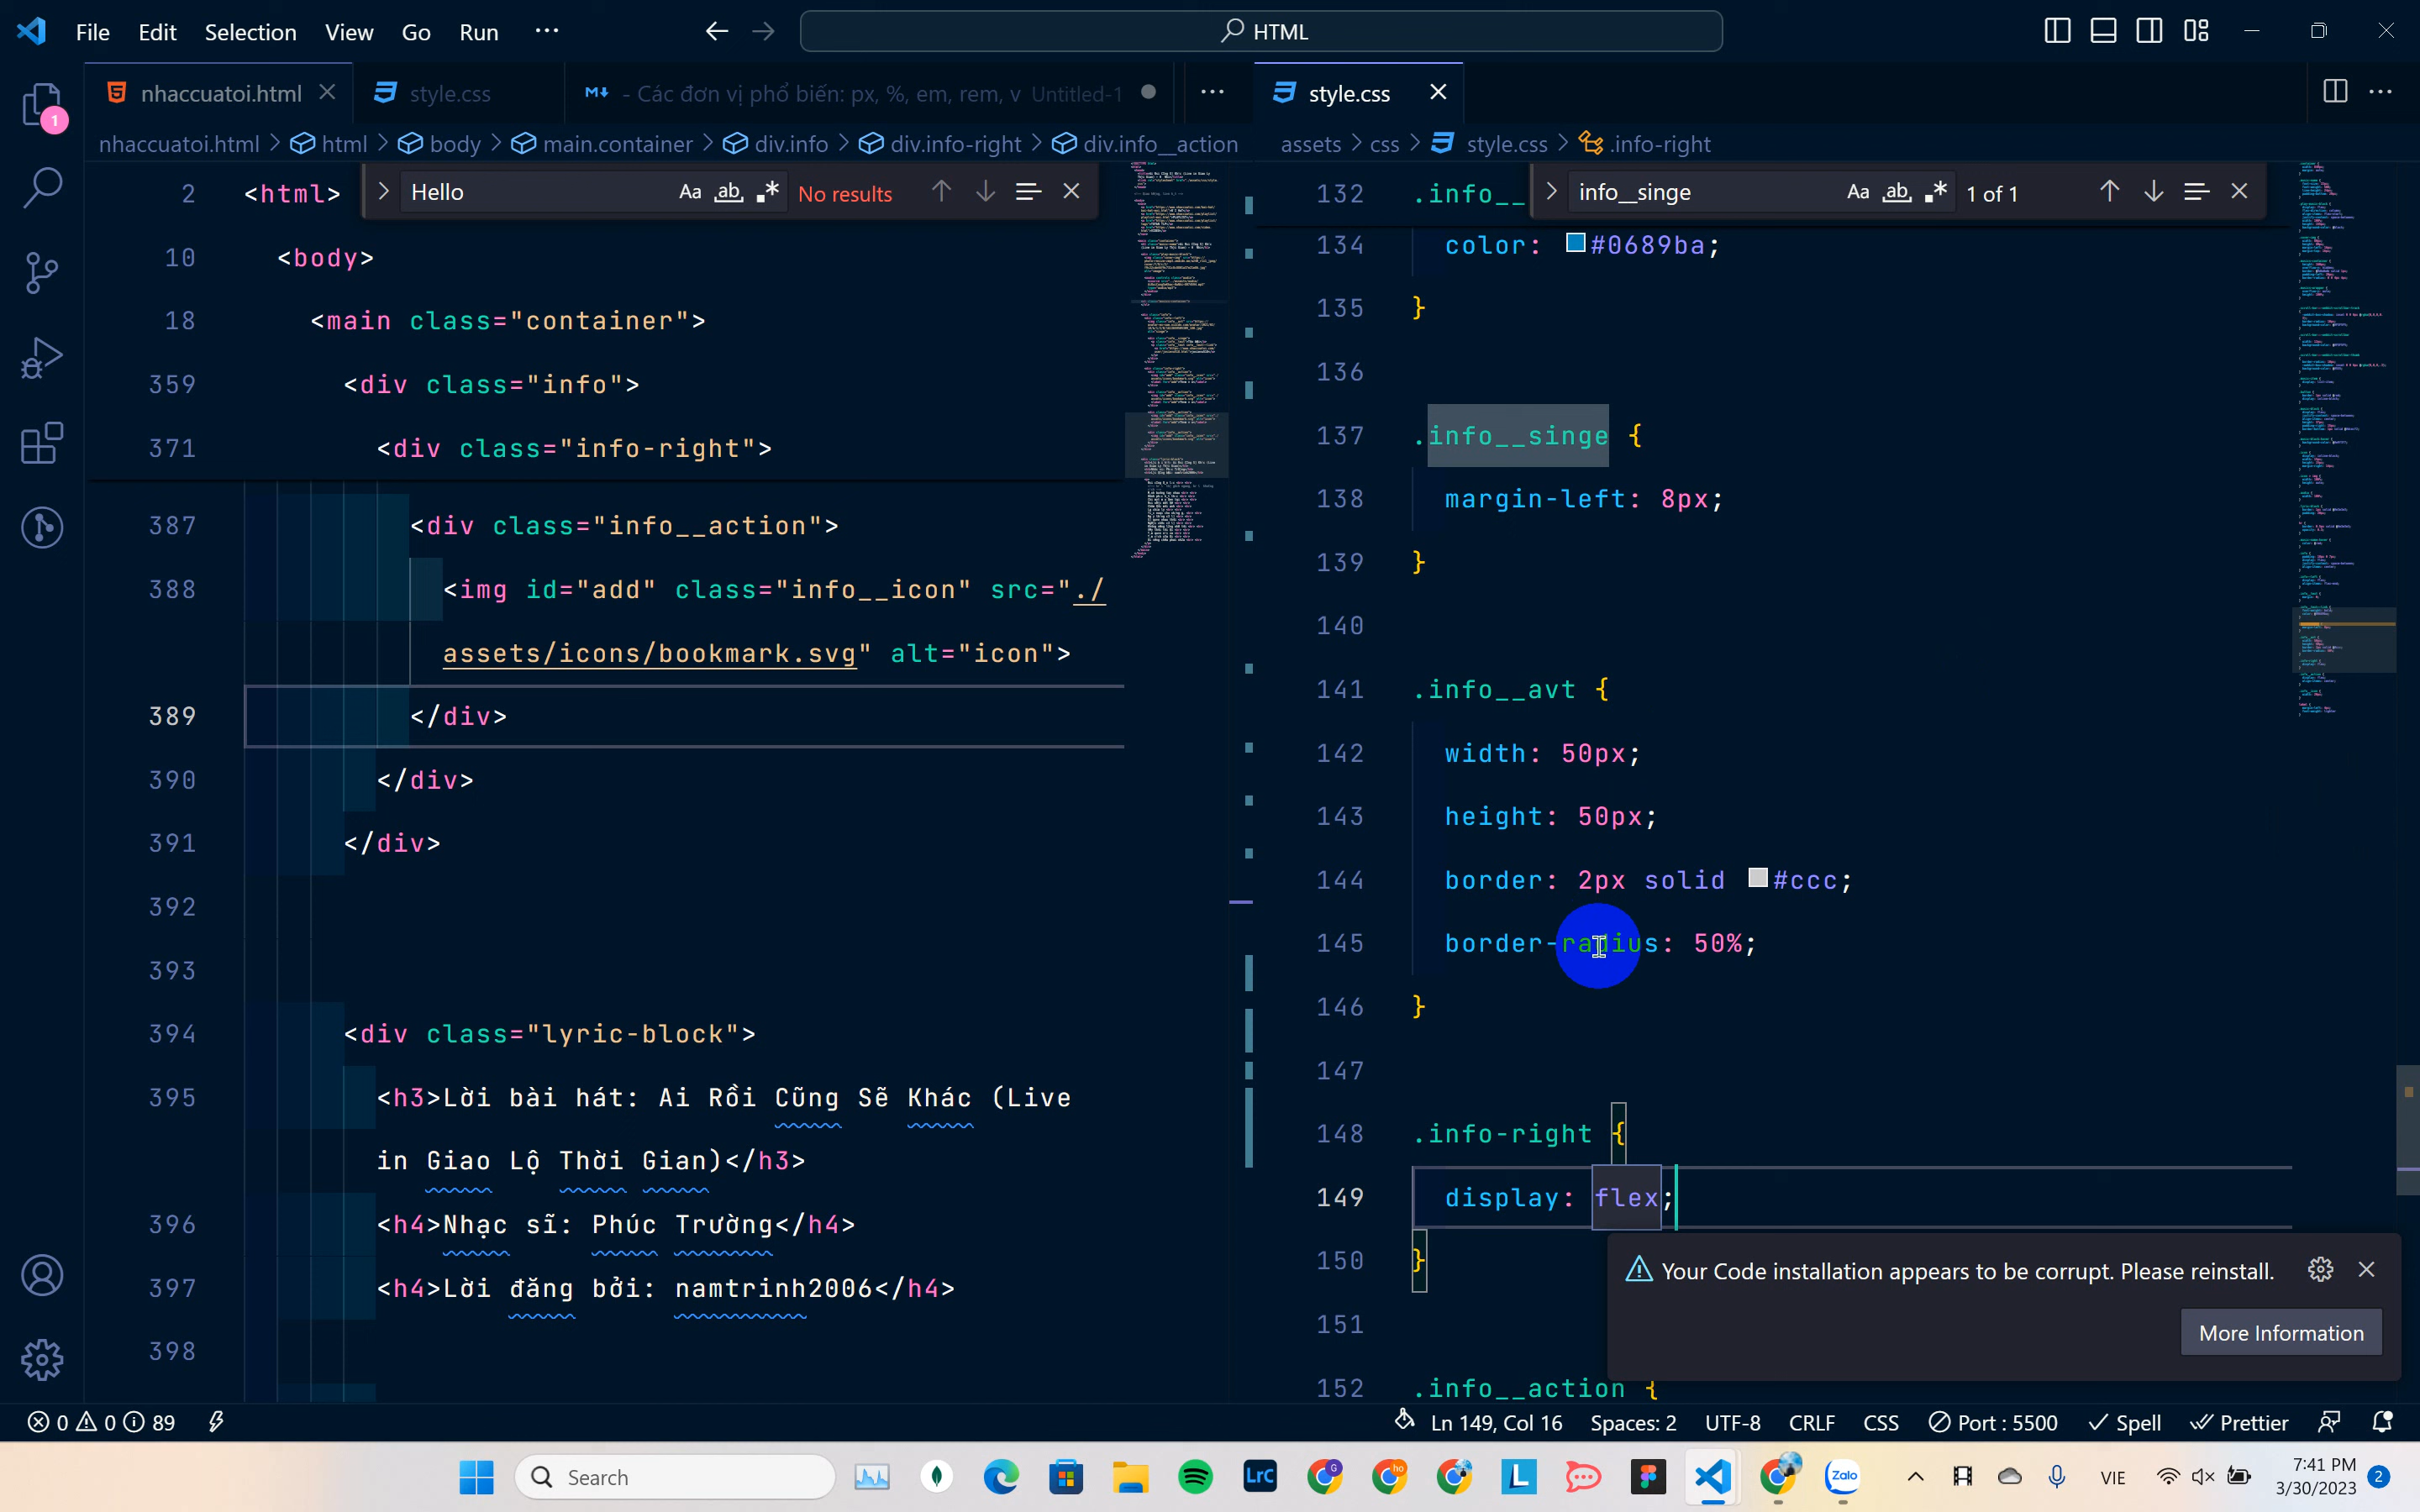 File Edit Selection View Go Run ··· HTML
nhaccuatoi.html style.css - Các đơn vị phổ biến: px, %, em, rem, v Untitled-1 ···
nhaccuatoi.html > html > body > main.container > div.info > div.info-right > div.info__action
Hello Aa ab .* No results
2 <html>
10 <body>
18 <main class="container">
359 <div class="info">
371 <div class="info-right">
387 <div class="info__action">
388 <img id="add" class="info__icon" src="./
assets/icons/bookmark.svg" alt="icon">
389 </div>
390 </div>
391 </div>
392
393
394 <div class="lyric-block">
395 <h3>Lời bài hát: Ai Rồi Cũng Sẽ Khác (Live
in Giao Lộ Thời Gian)</h3>
396 <h4>Nhạc sĩ: Phúc Trường</h4>
397 <h4>Lời đăng bởi: namtrinh2006</h4>
398
style.css
assets > css > style.css > .info-right
info__singe Aa ab .* 1 of 1
132 .info__
134 color: #0689ba;
135 }
136
137 .info__singe {
138 margin-left: 8px;
139 }
140
141 .info__avt {
142 width: 50px;
143 height: 50px;
144 border: 2px solid #ccc;
145 border-radius: 50%;
146 }
147
148 .info-right {
149 display: flex;
150 }
151
152 .info__action {
Your Code installation appears to be corrupt. Please reinstall.
More Information
1
0 0 89 Ln 149, Col 16 Spaces: 2 UTF-8 CRLF CSS Port : 5500 Spell Prettier
Search LrC G ho L Zalo VIE 7:41 PM
3/30/2023 2